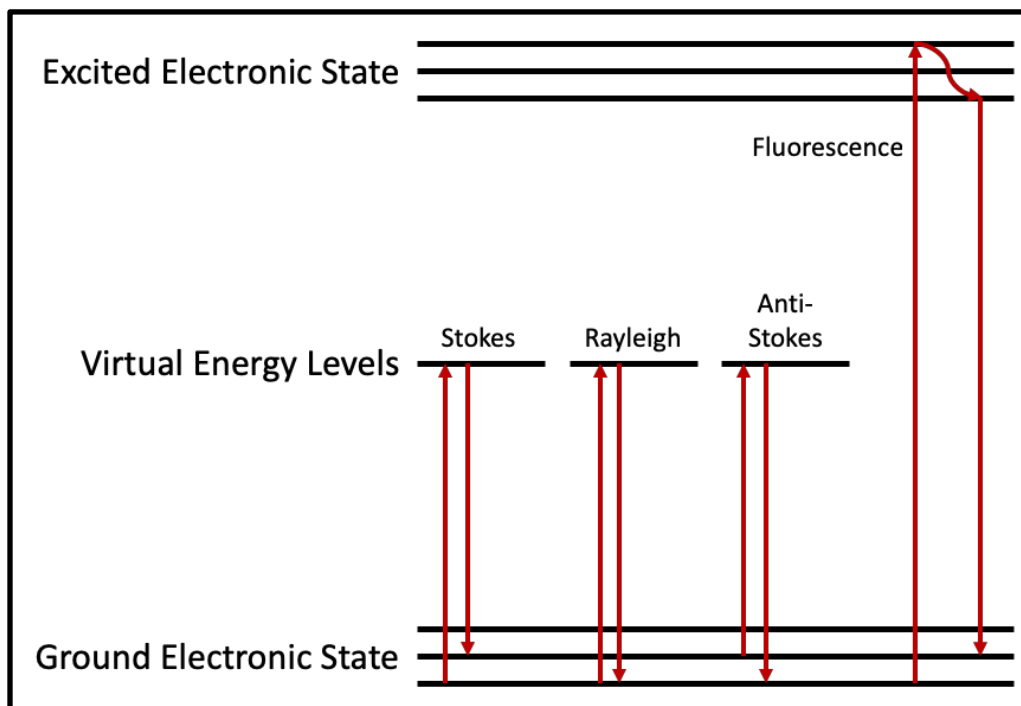 Excited Electronic State
Fluorescence
Anti-
Stokes
Rayleigh
Stokes
Virtual Energy Levels
Ground Electronic State